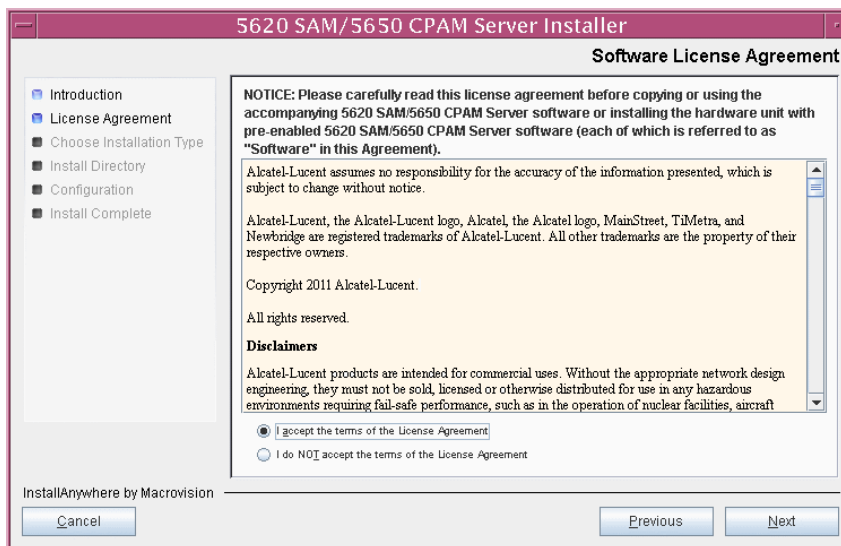 5620 SAM/5650 CPAM Server Installer
Software License Agreement
Introduction
License Agreement
Choose Installation Type
Install Directory
Configuration
Install Complete
NOTICE: Please carefully read this license agreement before copying or using the
accompanying 5620 SAM/5650 CPAM Server software or installing the hardware unit with
pre-enabled 5620 SAM/5650 CPAM Server software (each of which is referred to as
"Software" in this Agreement).
Alcatel-Lucent assumes no responsibility for the accuracy of the information presented, which is
subject to change without notice.
Alcatel-Lucent, the Alcatel-Lucent logo, Alcatel, the Alcatel logo, MainStreet, TiMetra, and
Newbridge are registered trademarks of Alcatel-Lucent. All other trademarks are the property of their
respective owners.
Copyright 2011 Alcatel-Lucent.
All rights reserved.
Disclaimers
Alcatel-Lucent products are intended for commercial uses. Without the appropriate network design
engineering, they must not be sold, licensed or otherwise distributed for use in any hazardous
environments requiring fail-safe performance, such as in the operation of nuclear facilities, aircraft
I accept the terms of the License Agreement
I do NOT accept the terms of the License Agreement
InstallAnywhere by Macrovision
Cancel
Previous
Next